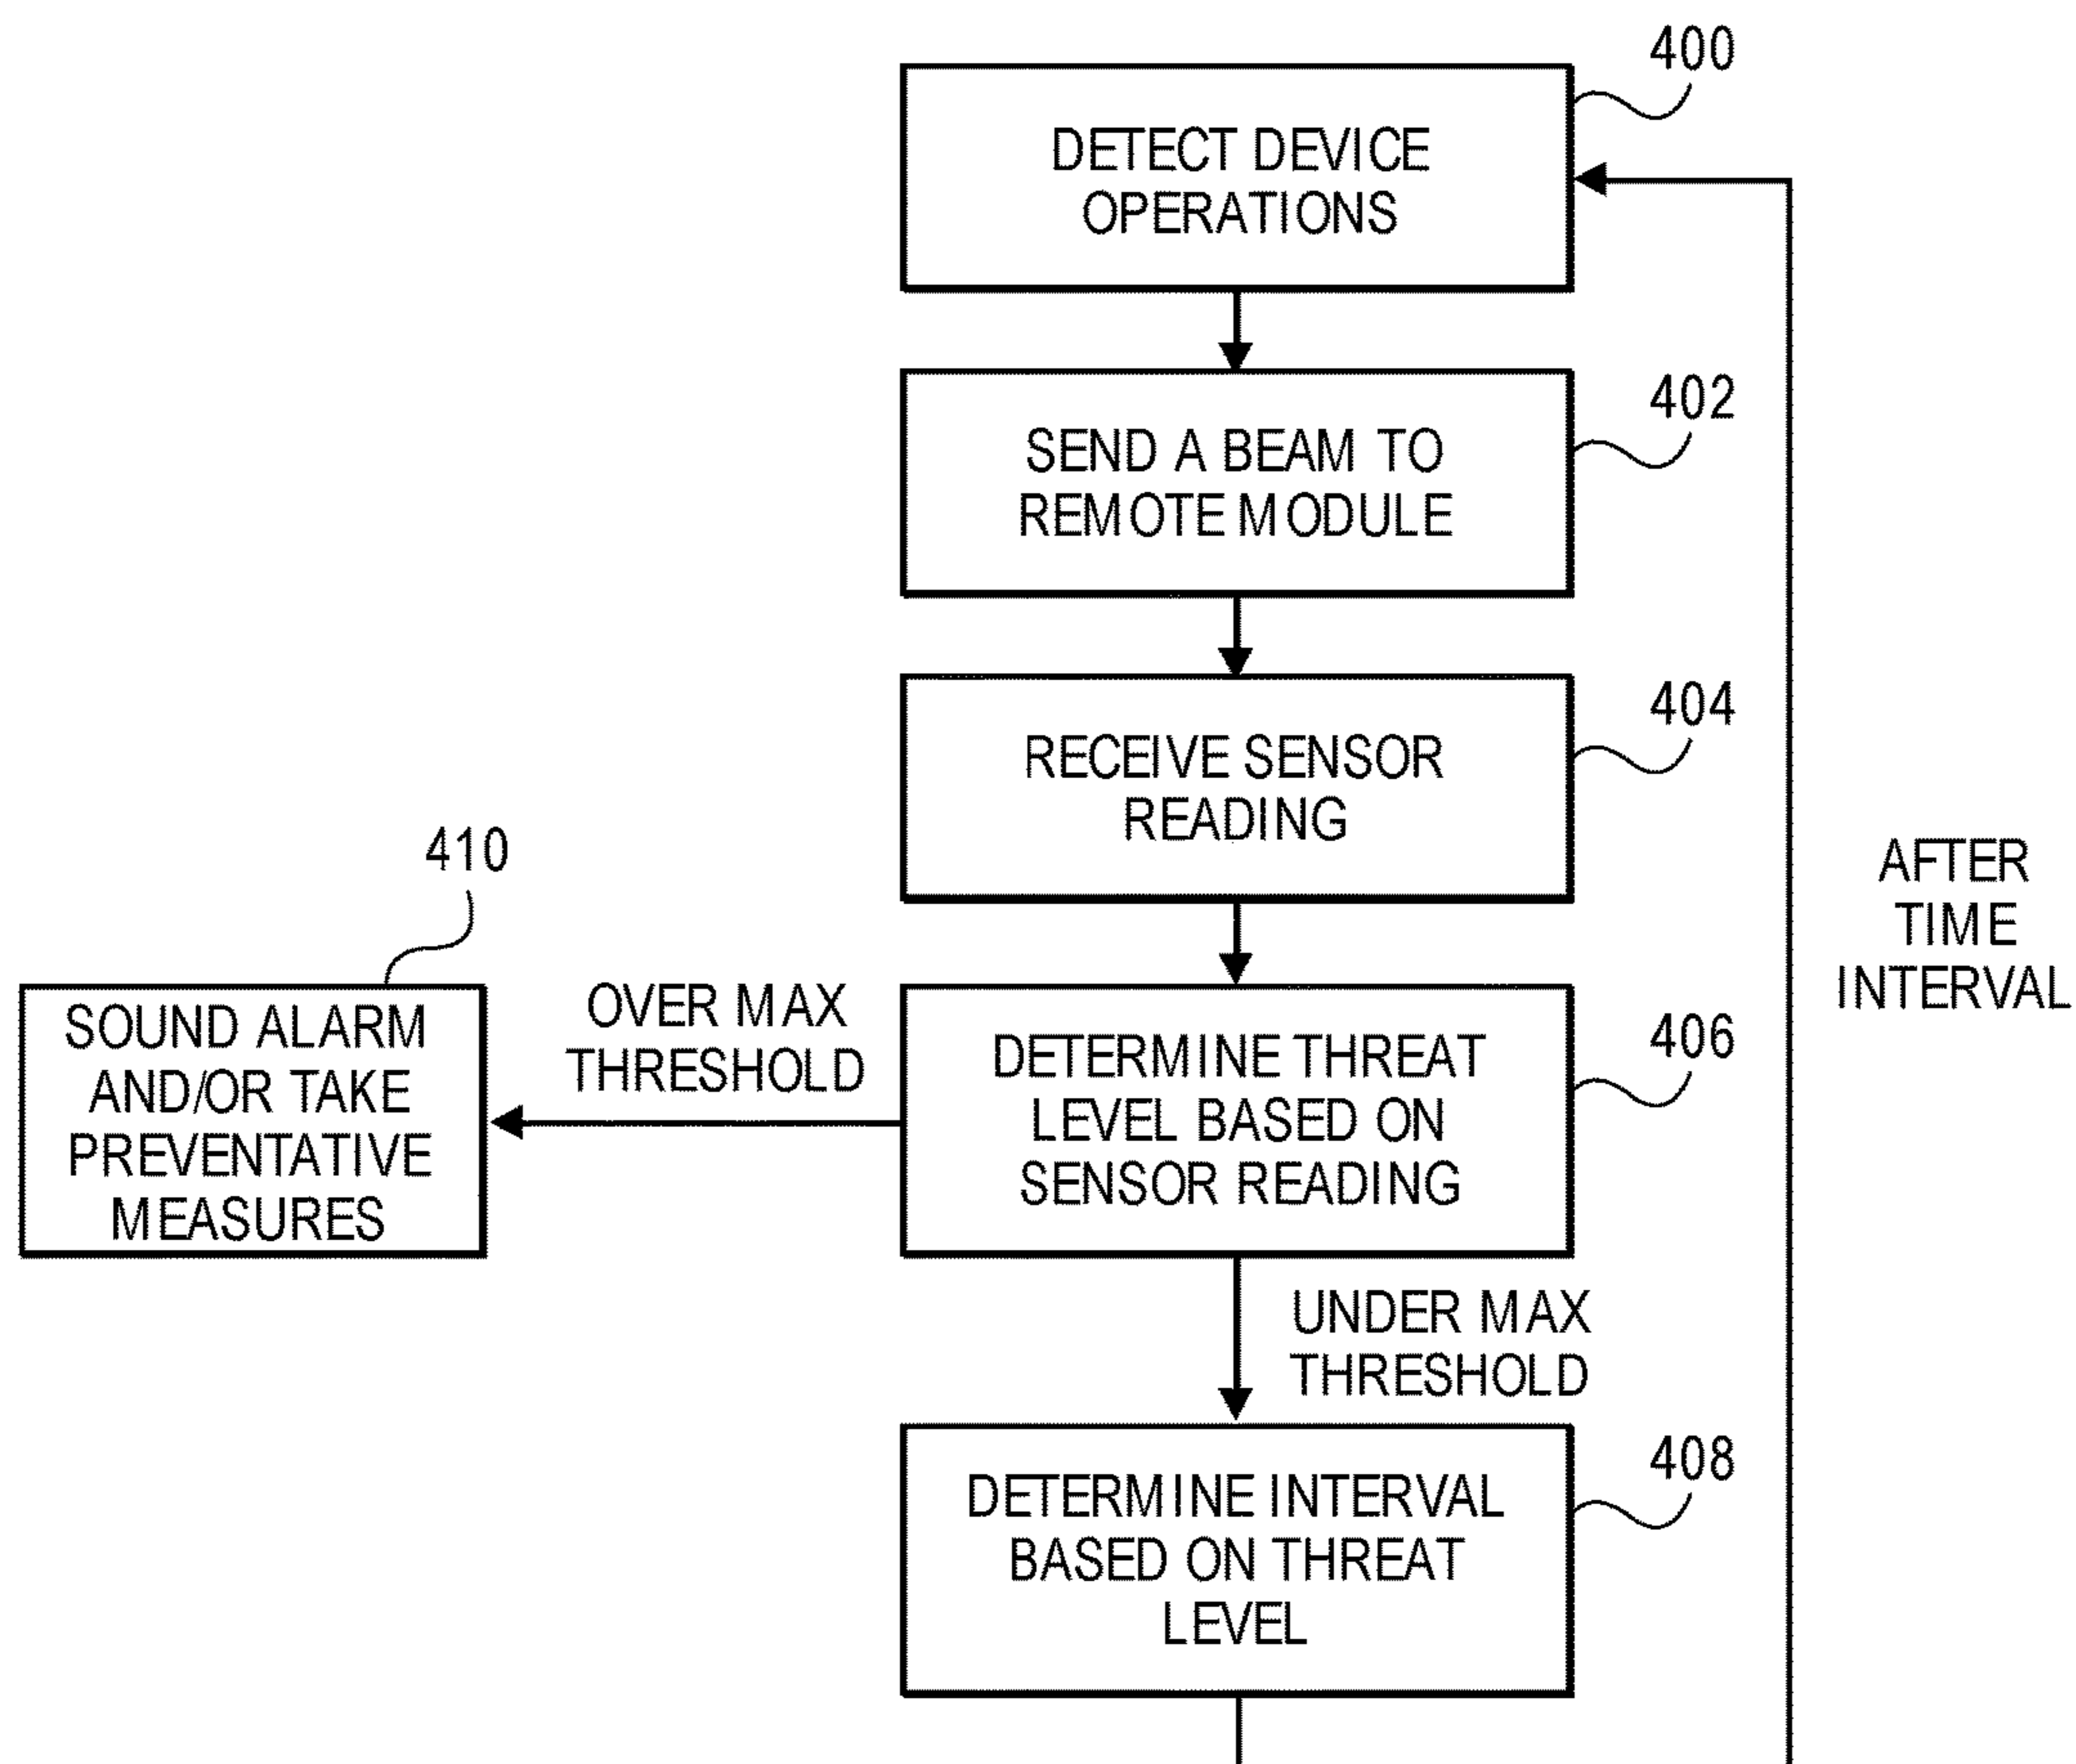 400
DETECT DEVICE
OPERATIONS
402
SEND A BEAM TO
REMOTE MODULE
404
RECEIVE SENSOR
READING
410
SOUND ALARM
AND/OR TAKE
PREVENTATIVE
MEASURES
OVER MAX
THRESHOLD
406
DETERMINE THREAT
LEVEL BASED ON
SENSOR READING
AFTER
TIME
INTERVAL
UNDER MAX
THRESHOLD
408
DETERMINE INTERVAL
BASED ON THREAT
LEVEL